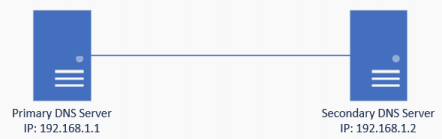 Primary DNS Server
IP: 192.168.1.1
Secondary DNS Server
IP: 192.168.1.2